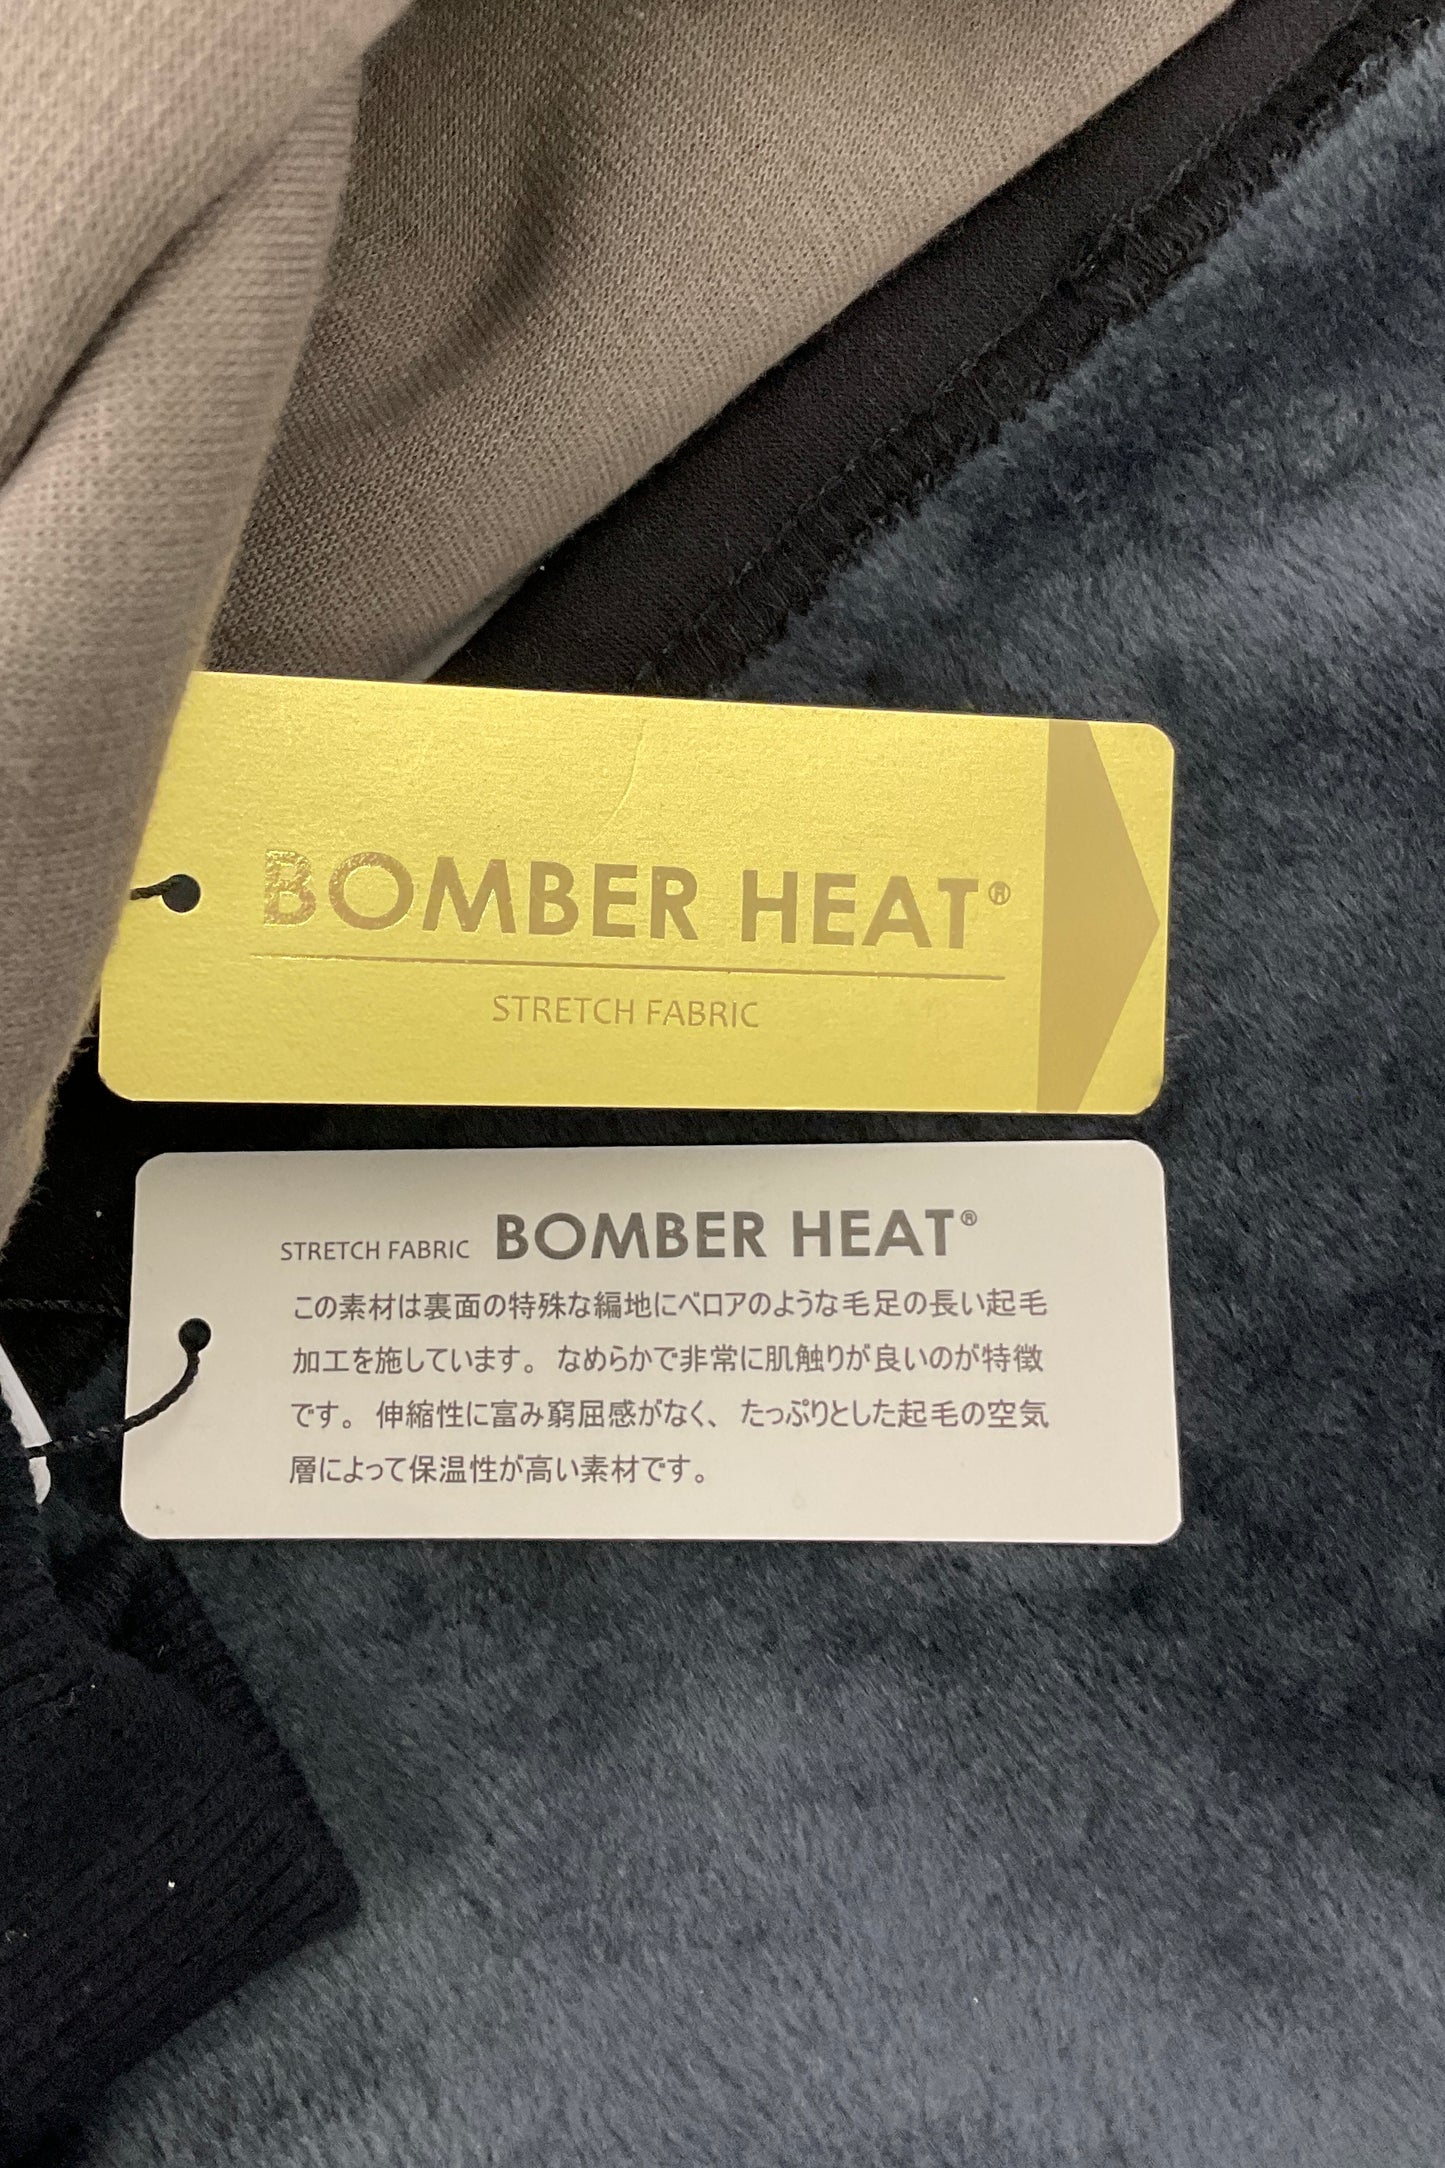 BOMBER HEAT®
STRETCH FABRIC
STRETCH FABRIC BOMBER HEAT®
この素材は裏面の特殊な編地にベロアのような毛足の長い起毛
加工を施しています。なめらかで非常に肌触りが良いのが特徴
です。伸縮性に富み窮屈感がなく、たっぷりとした起毛の空気
層によって保温性が高い素材です。